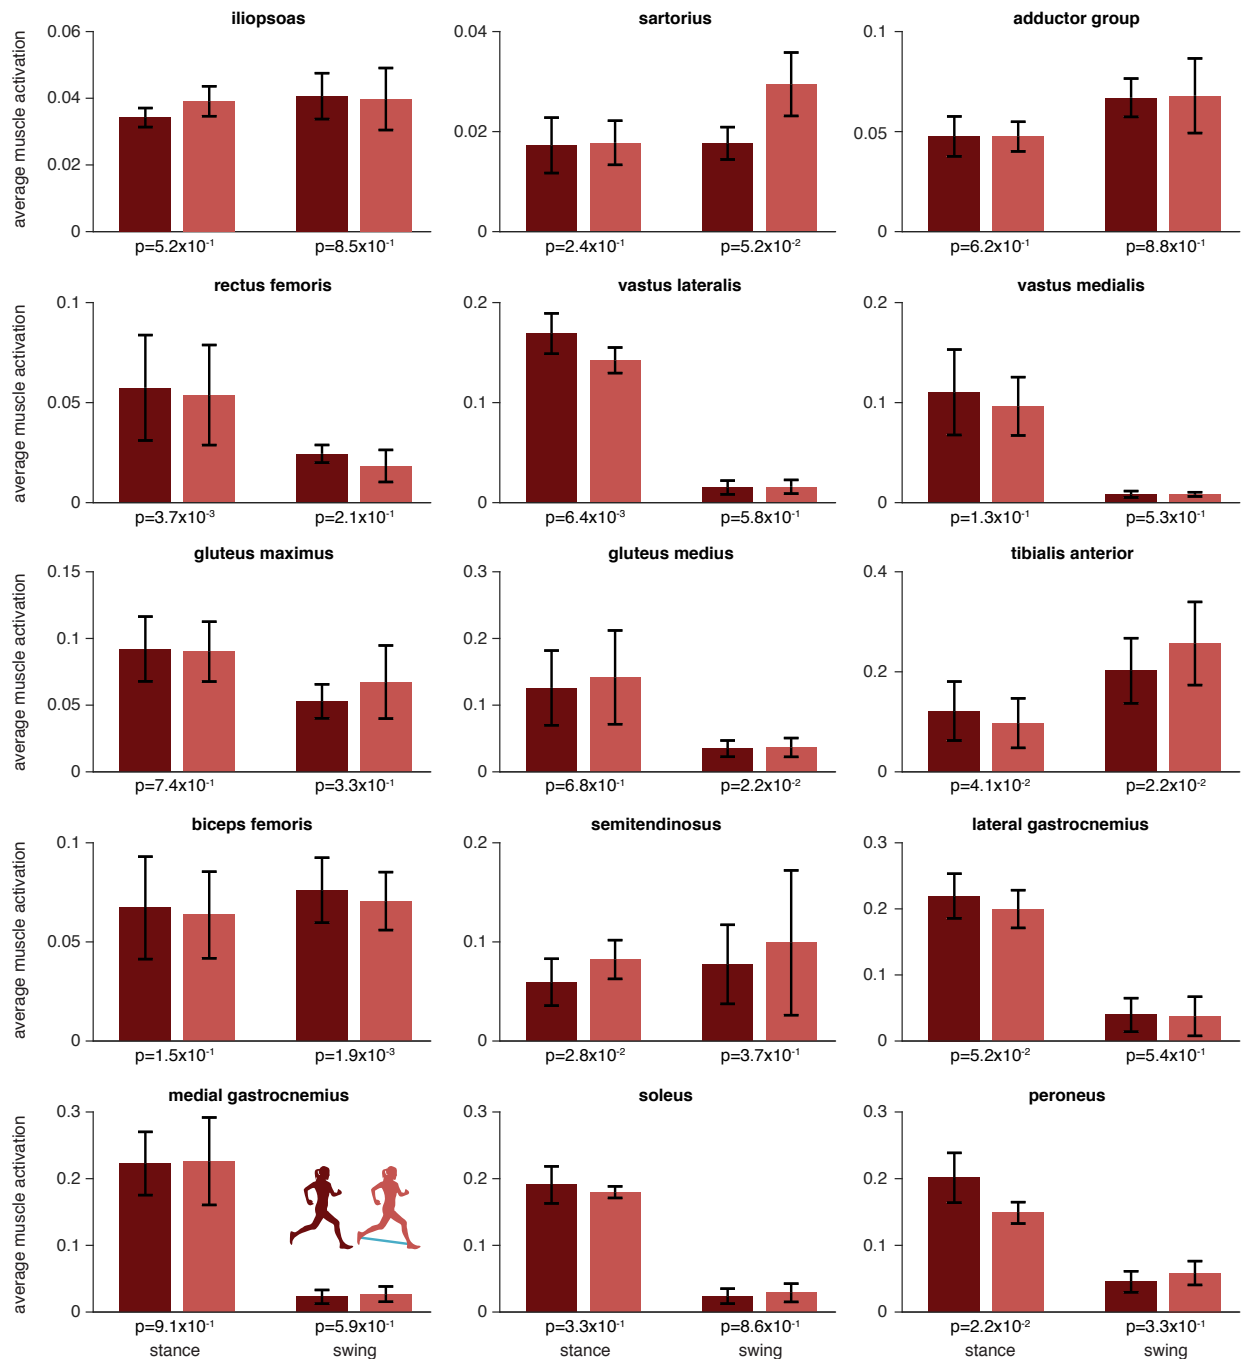 iliopsoas
sartorius
adductor group
average muscle activation
0.06
0.04
0.02
0
0.04
0.02
0
0.1
0.05
0
p=5.2x10⁻¹
p=8.5x10⁻¹
p=2.4x10⁻¹
p=5.2x10⁻²
p=6.2x10⁻¹
p=8.8x10⁻¹
rectus femoris
vastus lateralis
vastus medialis
average muscle activation
0.1
0.05
0
0.2
0.1
0
0.2
0.1
0
p=3.7x10⁻³
p=2.1x10⁻¹
p=6.4x10⁻³
p=5.8x10⁻¹
p=1.3x10⁻¹
p=5.3x10⁻¹
gluteus maximus
gluteus medius
tibialis anterior
average muscle activation
0.15
0.1
0.05
0
0.3
0.2
0.1
0
0.4
0.2
0
p=7.4x10⁻¹
p=3.3x10⁻¹
p=6.8x10⁻¹
p=2.2x10⁻²
p=4.1x10⁻²
p=2.2x10⁻²
biceps femoris
semitendinosus
lateral gastrocnemius
average muscle activation
0.1
0.05
0
0.2
0.1
0
0.3
0.2
0.1
0
p=1.5x10⁻¹
p=1.9x10⁻³
p=2.8x10⁻²
p=3.7x10⁻¹
p=5.2x10⁻²
p=5.4x10⁻¹
medial gastrocnemius
soleus
peroneus
average muscle activation
0.3
0.2
0.1
0
0.3
0.2
0.1
0
0.3
0.2
0.1
0
p=9.1x10⁻¹
p=5.9x10⁻¹
p=3.3x10⁻¹
p=8.6x10⁻¹
p=2.2x10⁻²
p=3.3x10⁻¹
stance
swing
stance
swing
stance
swing